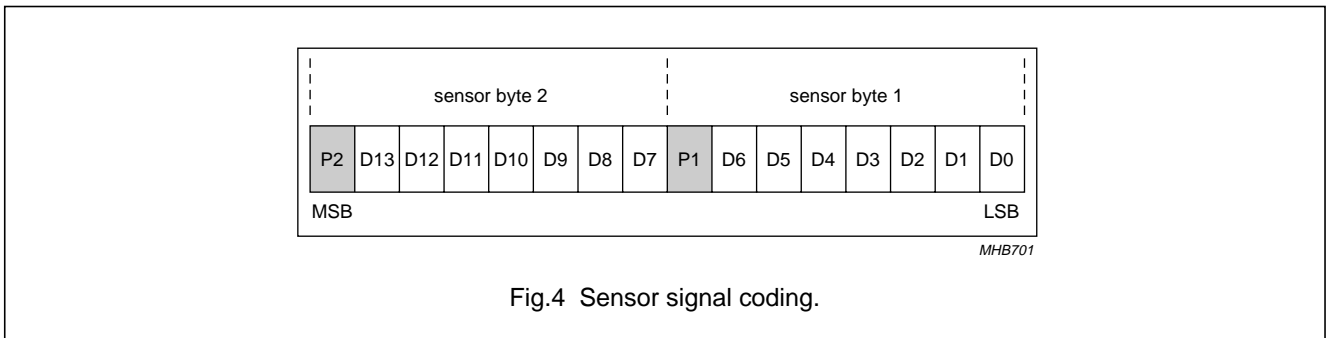 sensor byte 2 sensor byte 1
P2 D13 D12 D11 D10 D9 D8 D7 P1 D6 D5 D4 D3 D2 D1 D0
MSB LSB
MHB701
Fig.4 Sensor signal coding.